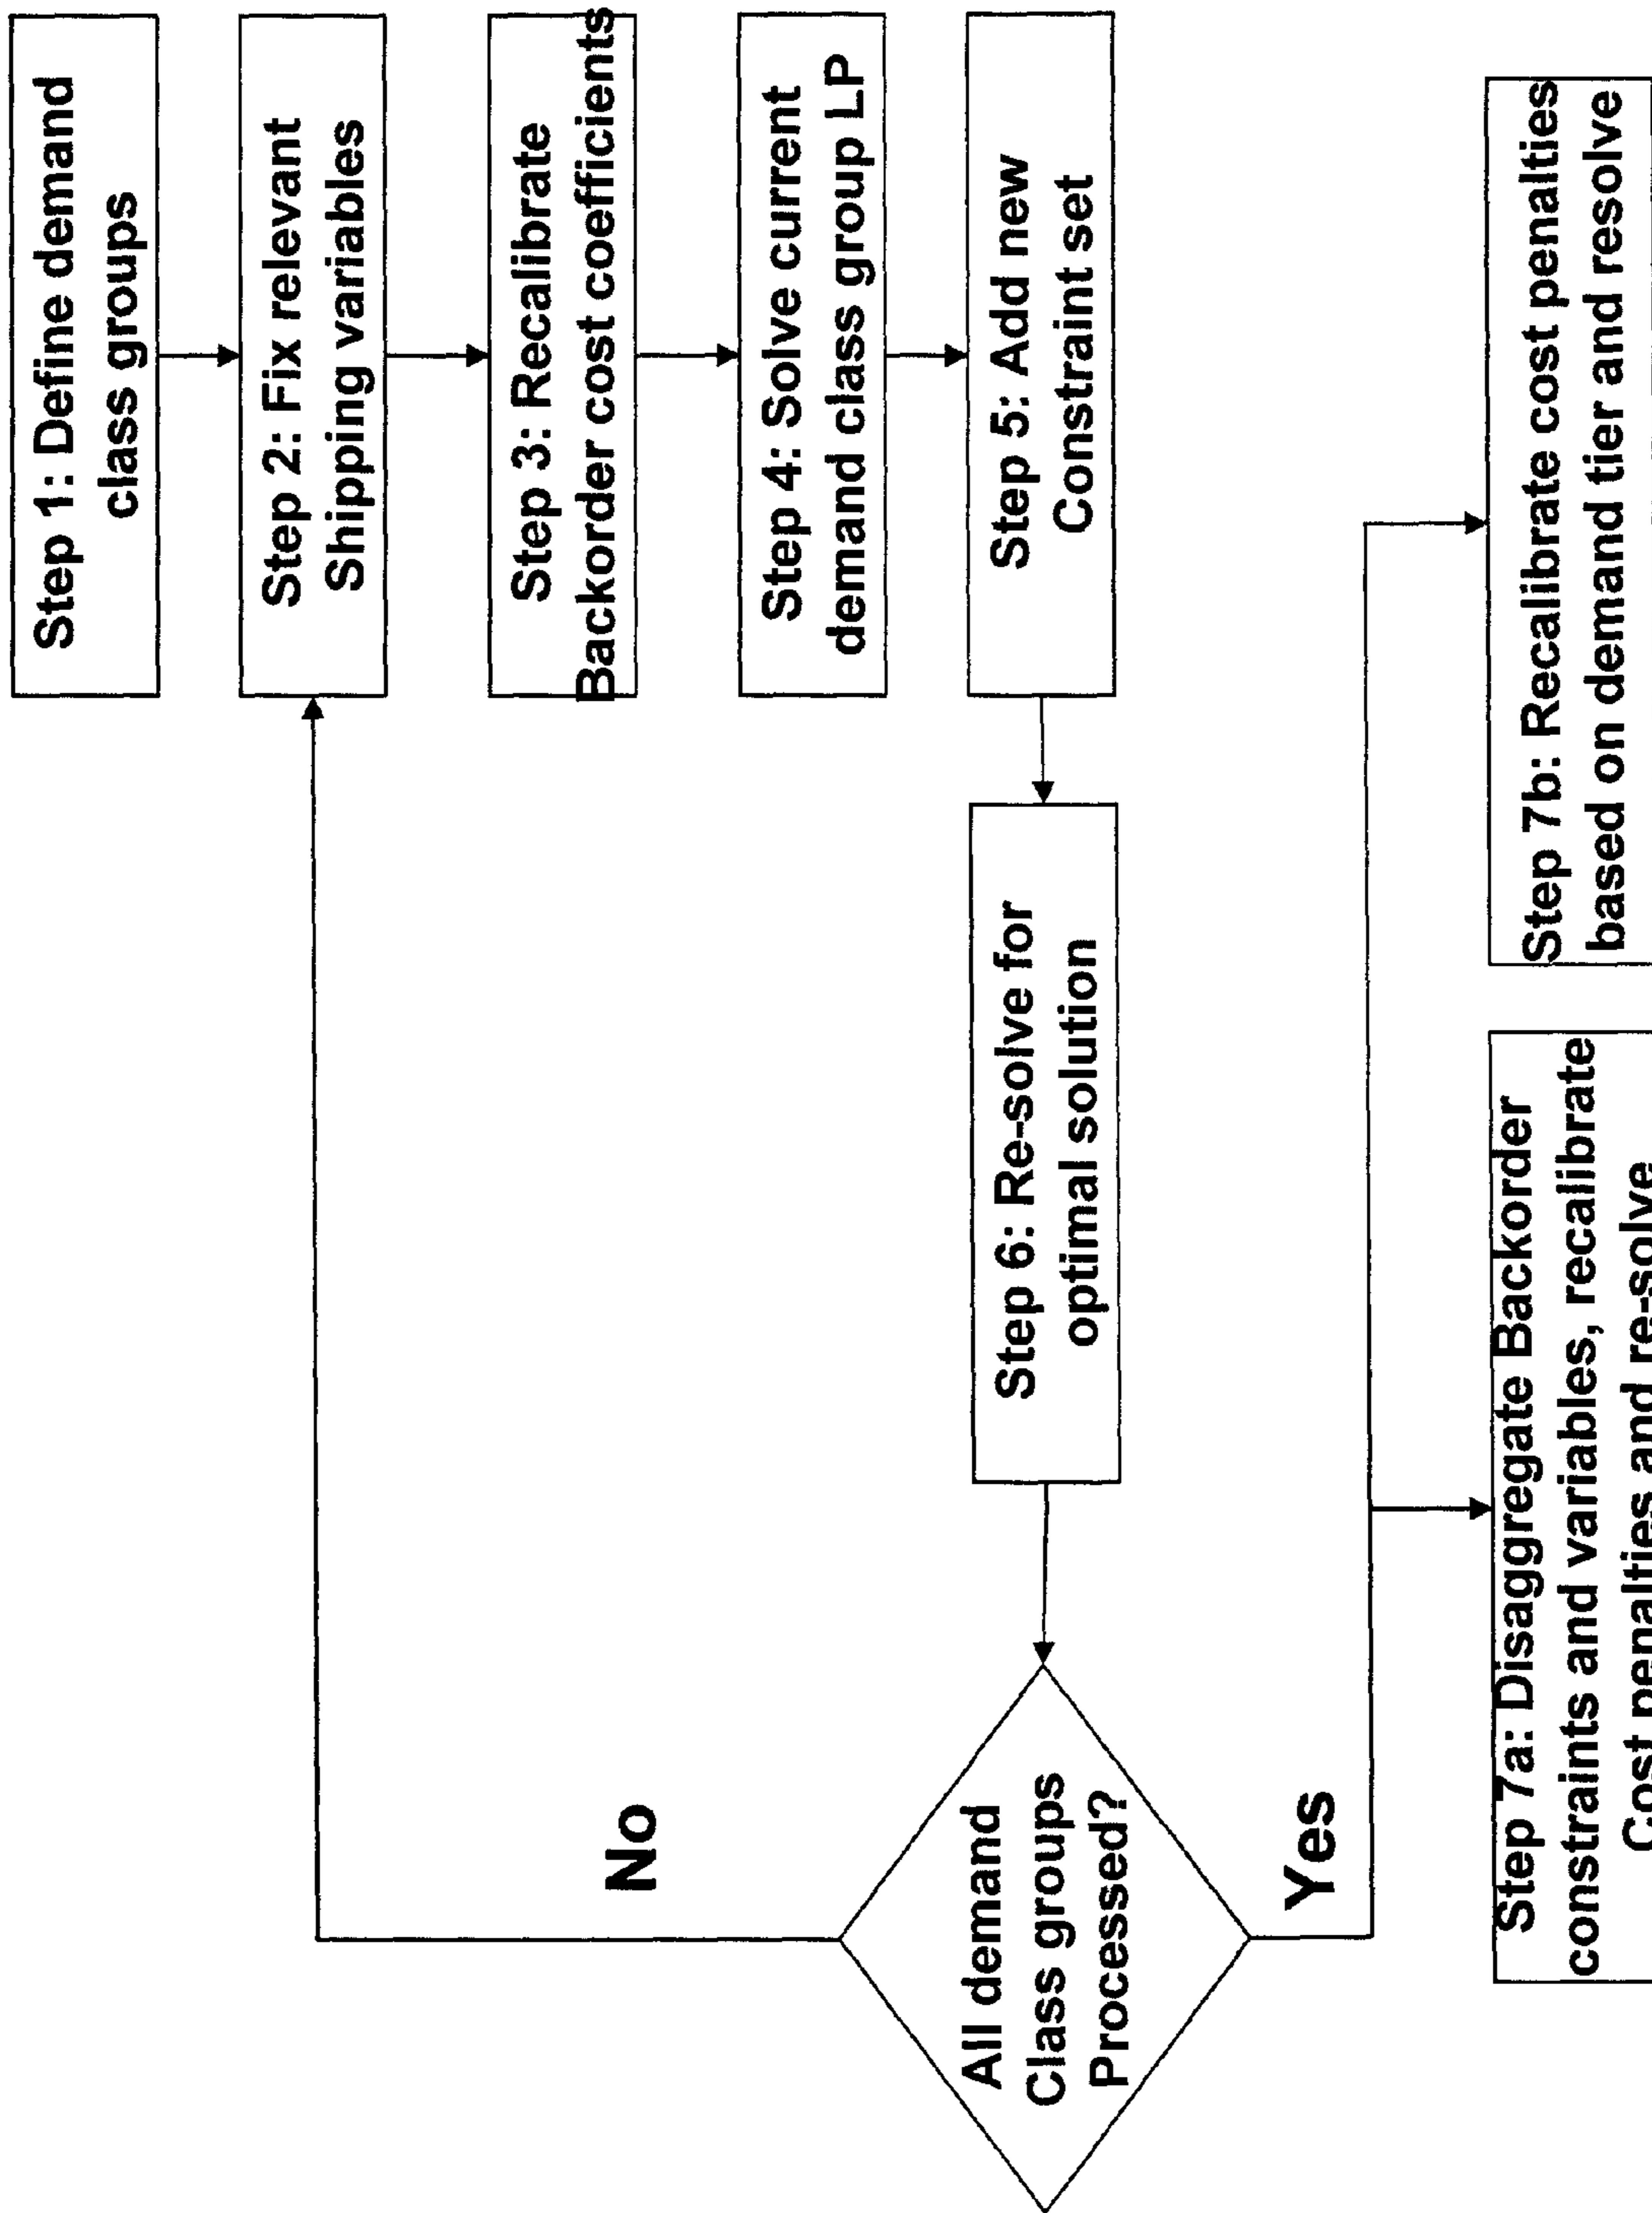 Step 1: Define demand
class groups
Step 2: Fix relevant
Shipping variables
Step 3: Recalibrate
Backorder cost coefficients
Step 4: Solve current
demand class group LP
Step 5: Add new
Constraint set
Step 6: Re-solve for
optimal solution
All demand
Class groups
Processed?
No
Yes
Step 7a: Disaggregate Backorder
constraints and variables, recalibrate
Cost penalties and re-solve
Step 7b: Recalibrate cost penalties
based on demand tier and resolve